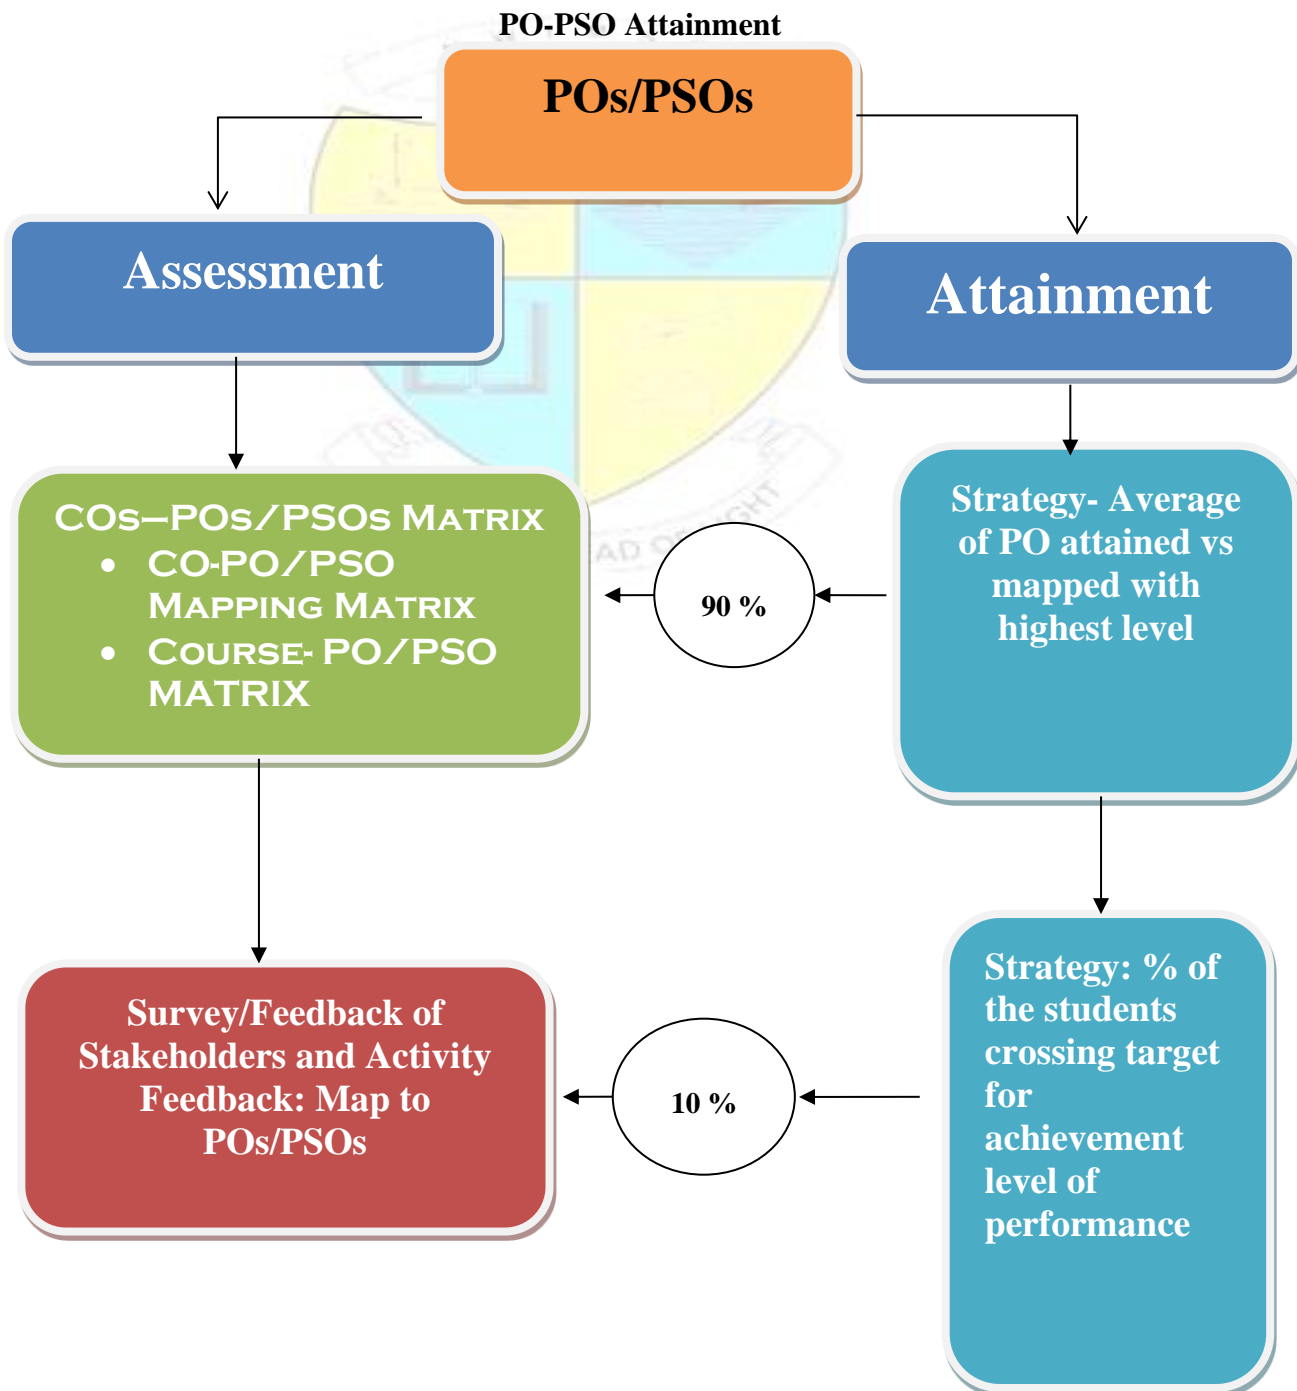 PO-PSO Attainment
POs/PSOs
Assessment
Attainment
COs–POs/PSOs Matrix
• CO-PO/PSO
Mapping Matrix
• Course- PO/PSO
MATRIX
90 %
Strategy- Average
of PO attained vs
mapped with
highest level
Survey/Feedback of
Stakeholders and Activity
Feedback: Map to
POs/PSOs
10 %
Strategy: % of
the students
crossing target
for
achievement
level of
performance